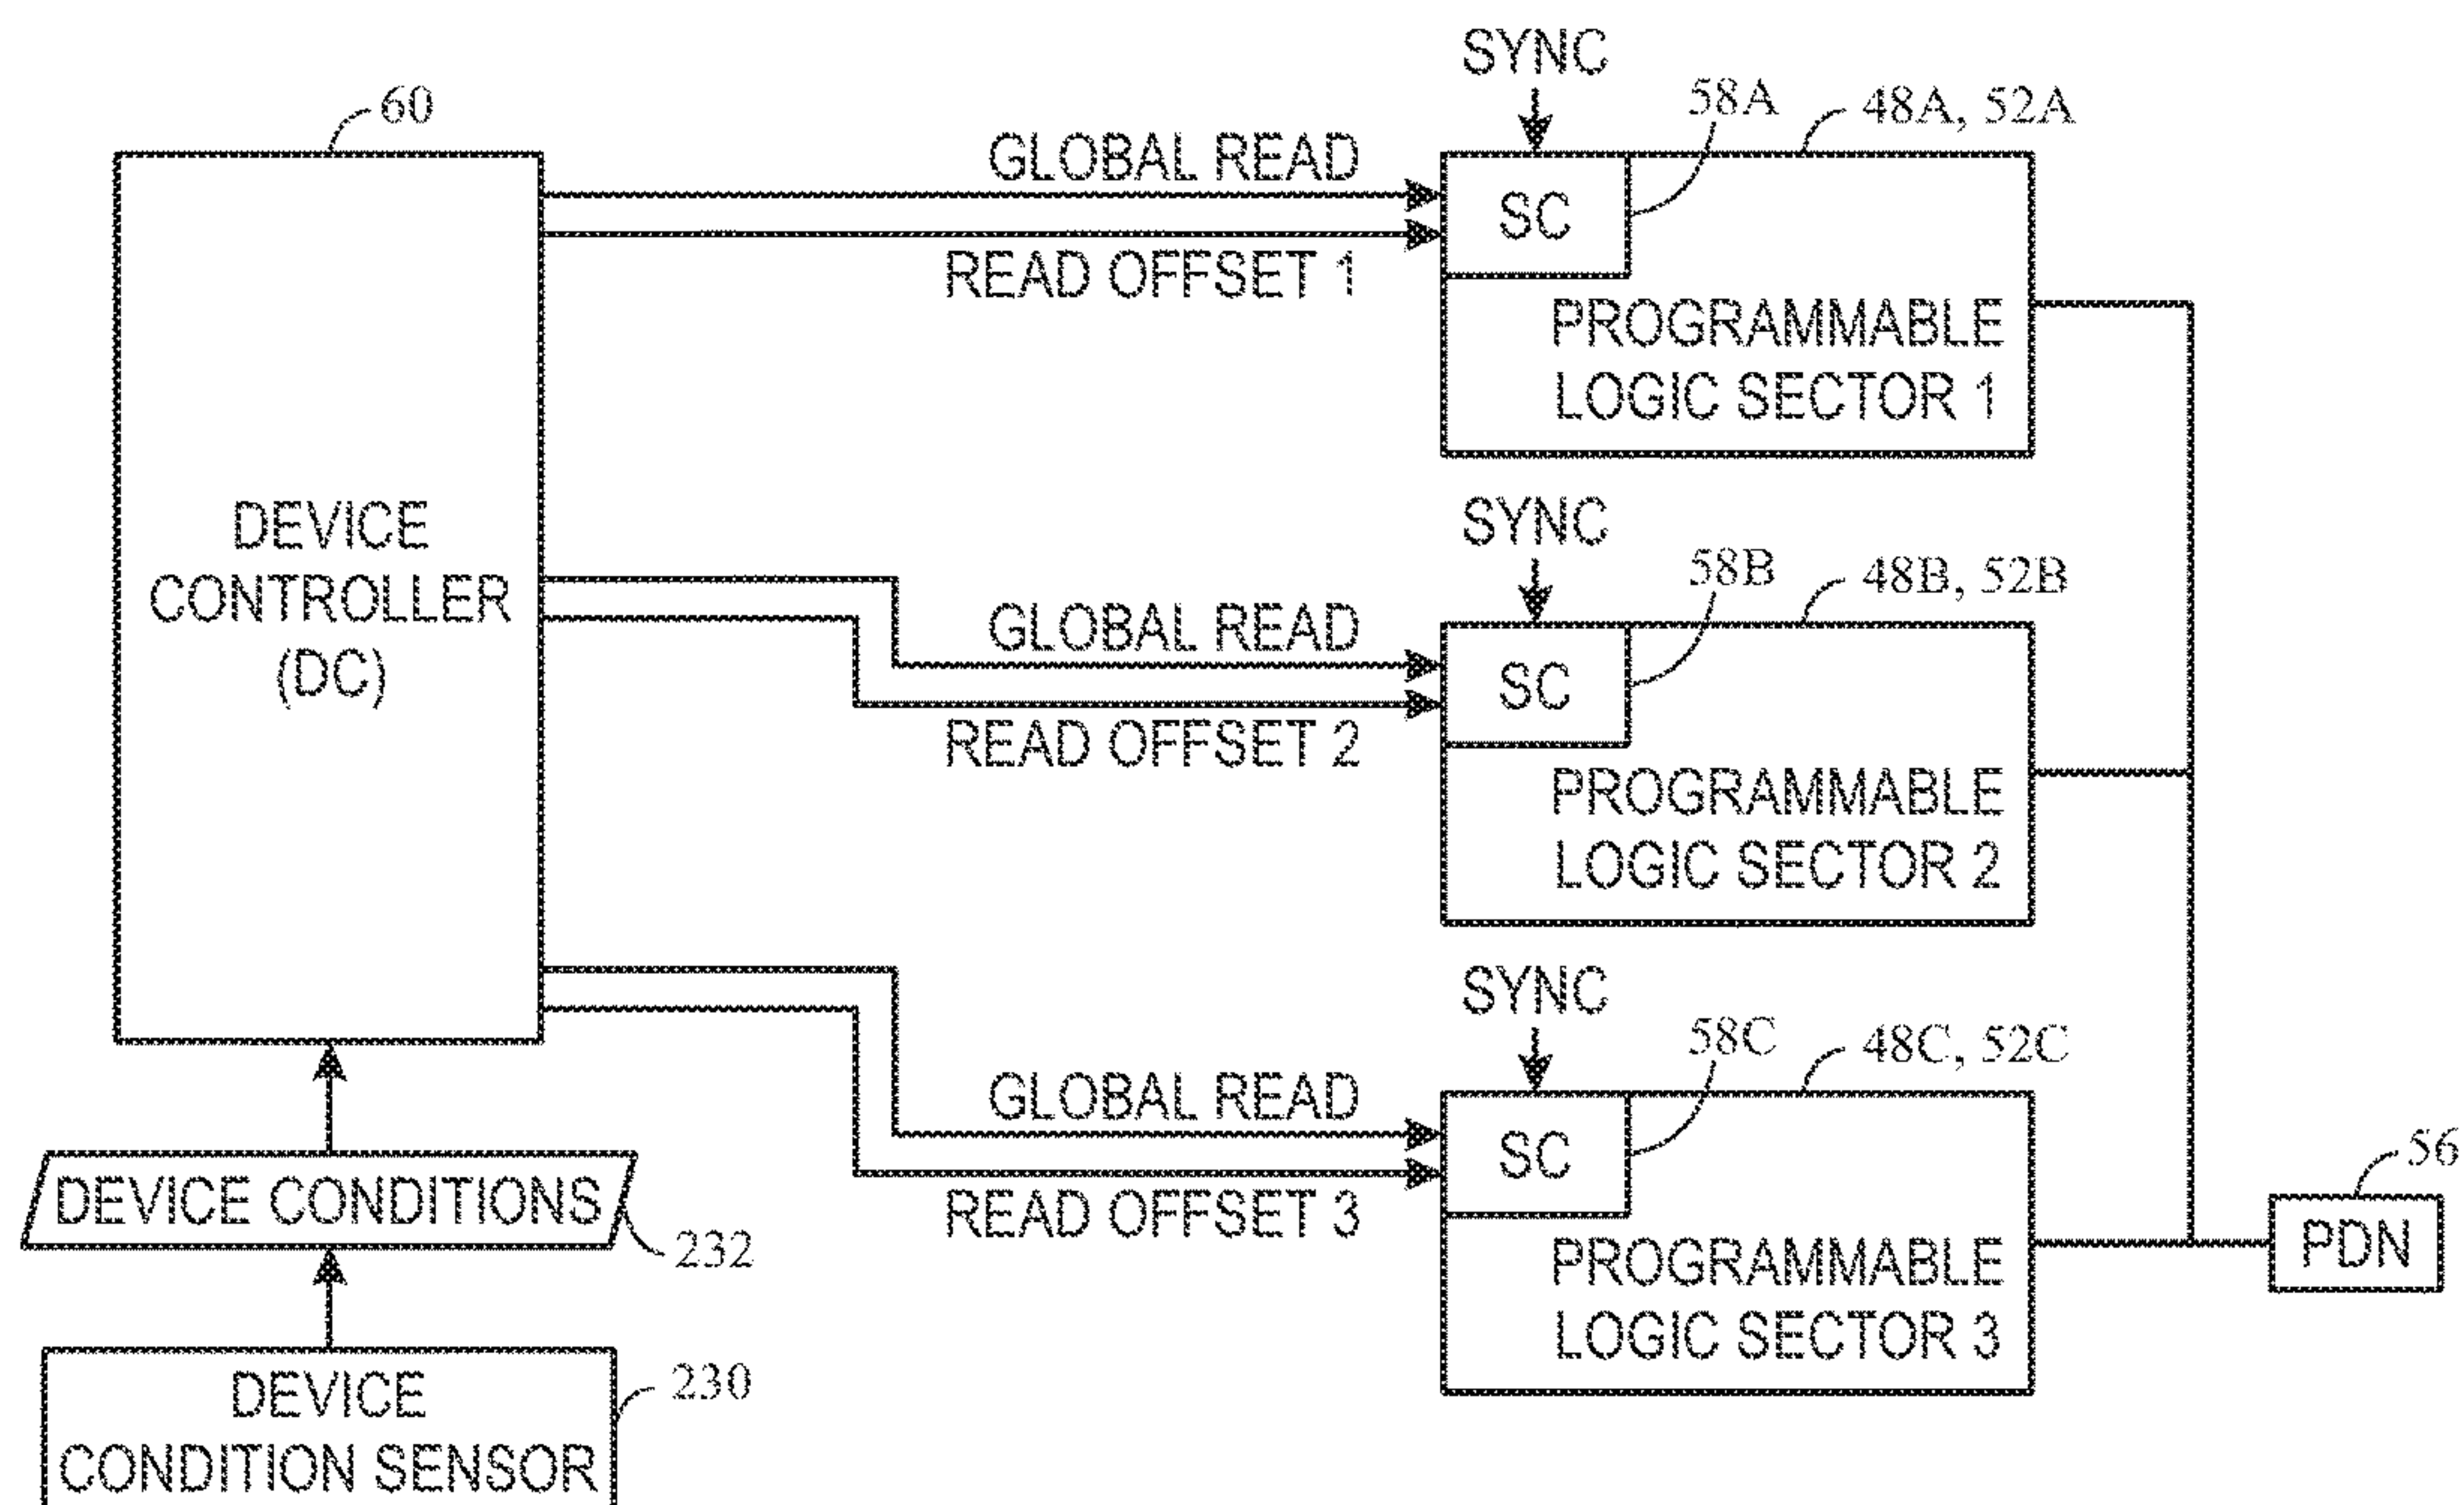 60
DEVICE
CONTROLLER
(DC)
DEVICE CONDITIONS
232
DEVICE
CONDITION SENSOR
230
GLOBAL READ
READ OFFSET 1
SYNC
58A
48A, 52A
SC
PROGRAMMABLE
LOGIC SECTOR 1
GLOBAL READ
READ OFFSET 2
SYNC
58B
48B, 52B
SC
PROGRAMMABLE
LOGIC SECTOR 2
GLOBAL READ
READ OFFSET 3
SYNC
58C
48C, 52C
SC
PROGRAMMABLE
LOGIC SECTOR 3
56
PDN